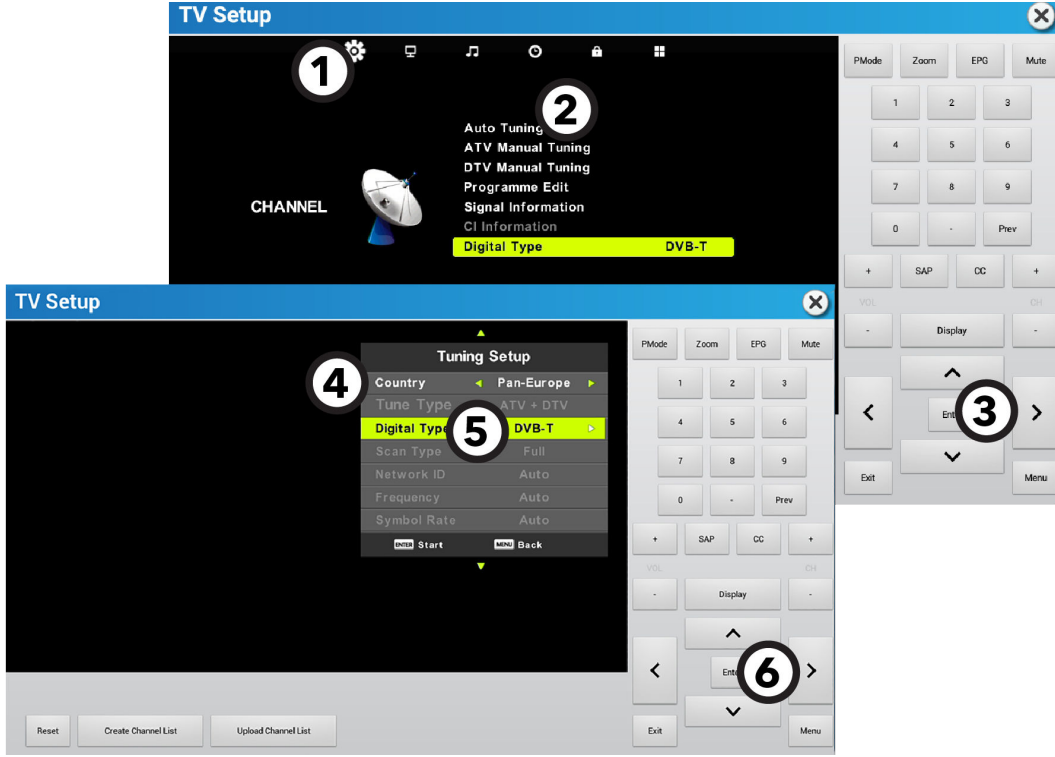 TV Setup
1
2
Auto Tuning
ATV Manual Tuning
DTV Manual Tuning
Programme Edit
Signal Information
CI Information
Digital Type DVB-T
CHANNEL
PMode Zoom EPG Mute
1 2 3
4 5 6
7 8 9
0 - Prev
+ SAP CC +
VOL CH
- Display -
Ent 3
Exit Menu
TV Setup
4
5
Tuning Setup
Country Pan-Europe
Tune Type ATV + DTV
Digital Type DVB-T
Scan Type Full
Network ID Auto
Frequency Auto
Symbol Rate Auto
ENTER Start MENU Back
PMode Zoom EPG Mute
1 2 3
4 5 6
7 8 9
0 - Prev
+ SAP CC +
VOL CH
- Display -
Ente 6
Exit Menu
Reset Create Channel List Upload Channel List